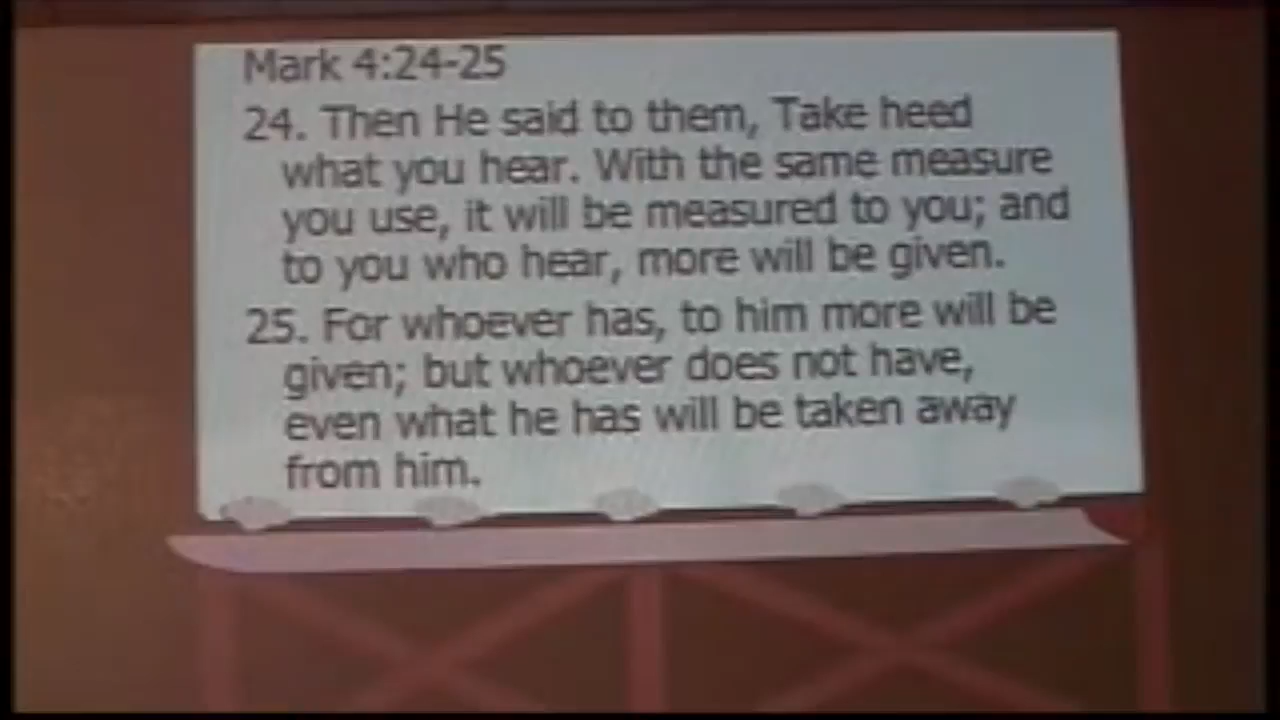 Mark 4:24-25
24. Then He said to them, Take heed
what you hear. With the same measure
you use, it will be measured to you; and
to you who hear, more will be given.
25. For whoever has, to him more will be
given; but whoever does not have,
even what he has will be taken away
from him.